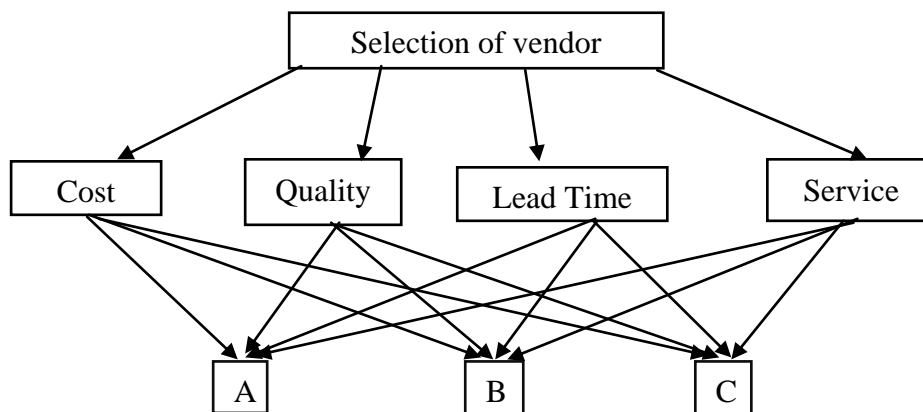 Selection of vendor
Cost
Quality
Lead Time
Service
A
B
C